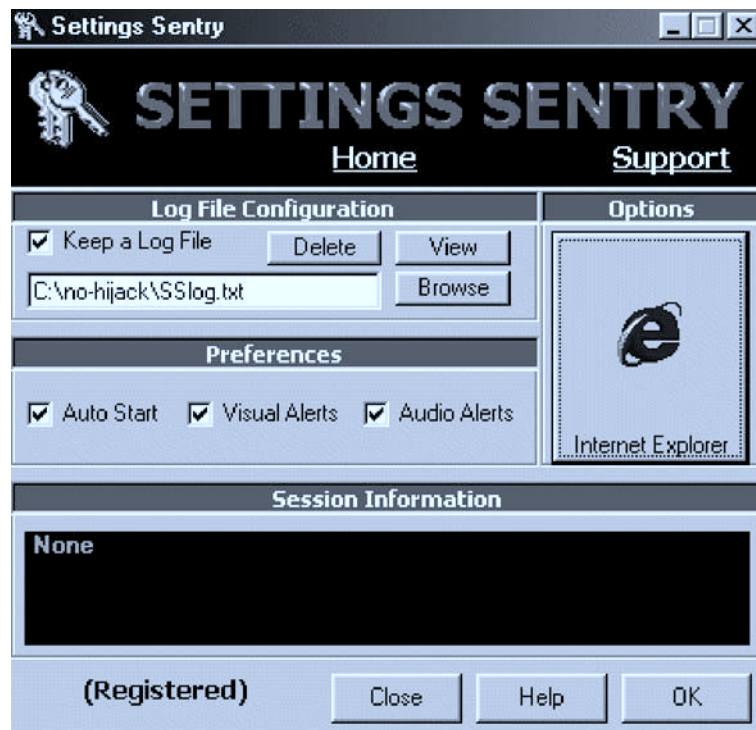 Settings Sentry
SETTINGS SENTRY
Home Support
Log File Configuration
Options
Keep a Log File Delete View
C:\no-hijack\SSlog.txt Browse
Internet Explorer
Preferences
Auto Start Visual Alerts Audio Alerts
Session Information
None
(Registered) Close Help OK